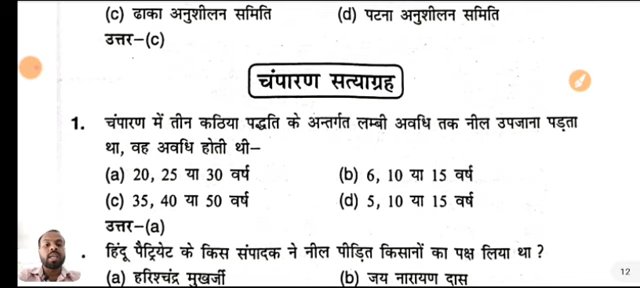 (c) ढाका अनुशीलन समिति (d) पटना अनुशीलन समिति
उत्तर–(c)
चंपारण सत्याग्रह
1. चंपारण में तीन कठिया पद्धति के अन्तर्गत लम्बी अवधि तक नील उपजाना पड़ता
था, वह अवधि होती थी–
(a) 20, 25 या 30 वर्ष (b) 6, 10 या 15 वर्ष
(c) 35, 40 या 50 वर्ष (d) 5, 10 या 15 वर्ष
उत्तर–(a)
हिंदू पैट्रियेट के किस संपादक ने नील पीड़ित किसानों का पक्ष लिया था ?
(a) हरिश्चंद्र मुखर्जी (b) जय नारायण दास
12